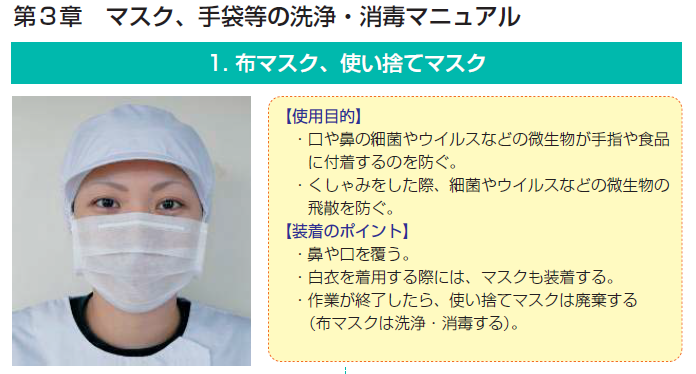 第3章　マスク、手袋等の洗浄・消毒マニュアル
1. 布マスク、使い捨てマスク
【使用目的】
・口や鼻の細菌やウイルスなどの微生物が手指や食品
に付着するのを防ぐ。
・くしゃみをした際、細菌やウイルスなどの微生物の
飛散を防ぐ。
【装着のポイント】
・鼻や口を覆う。
・白衣を着用する際には、マスクも装着する。
・作業が終了したら、使い捨てマスクは廃棄する
（布マスクは洗浄・消毒する）。